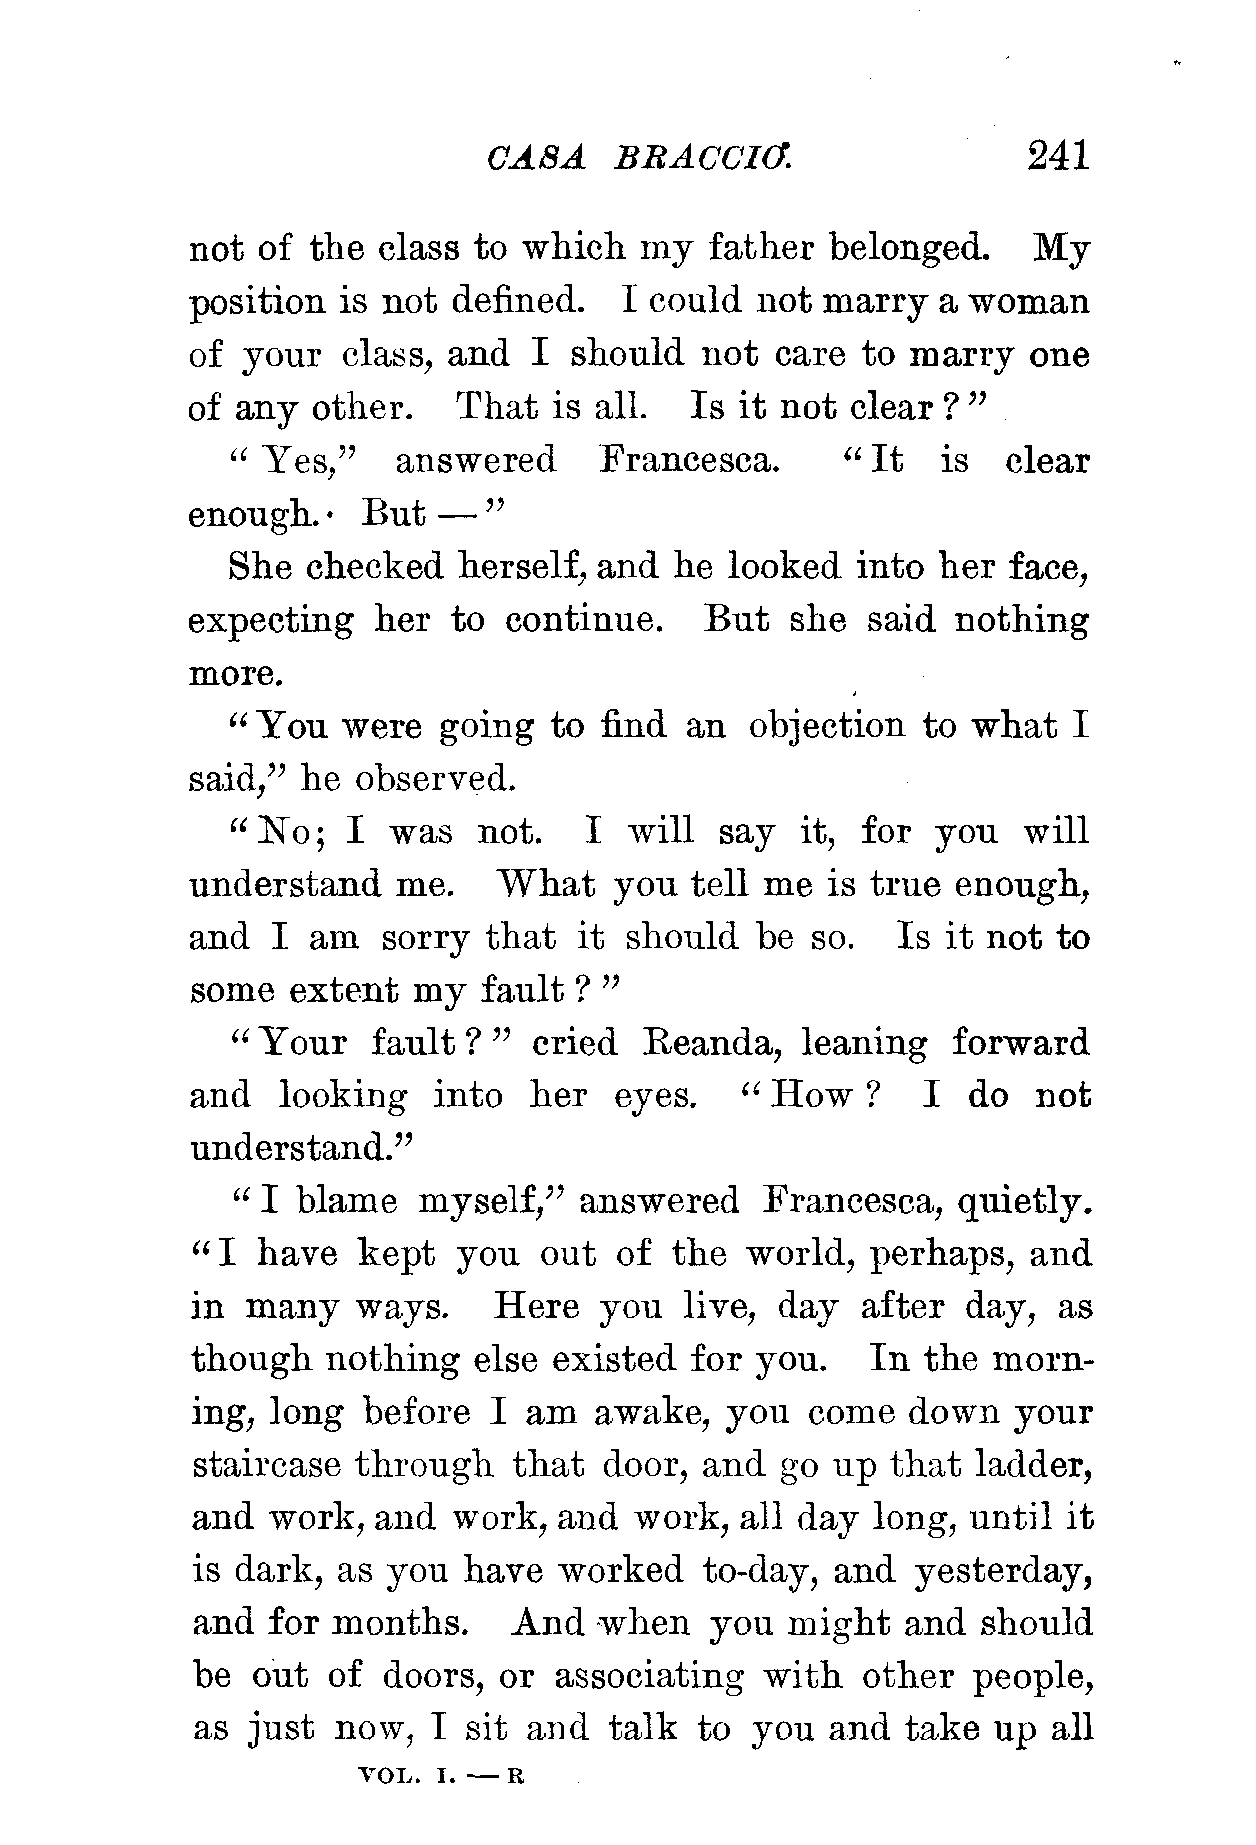 CASA BRACCIO. 241
not of the class to which my father belonged. My
position is not defined. I could not marry a woman
of your class, and I should not care to marry one
of any other. That is all. Is it not clear?"
"Yes," answered Francesca. "It is clear
enough. But —"
She checked herself, and he looked into her face,
expecting her to continue. But she said nothing
more.
"You were going to find an objection to what I
said," he observed.
"No; I was not. I will say it, for you will
understand me. What you tell me is true enough,
and I am sorry that it should be so. Is it not to
some extent my fault?"
"Your fault?" cried Reanda, leaning forward
and looking into her eyes. "How? I do not
understand."
"I blame myself," answered Francesca, quietly.
"I have kept you out of the world, perhaps, and
in many ways. Here you live, day after day, as
though nothing else existed for you. In the morn-
ing, long before I am awake, you come down your
staircase through that door, and go up that ladder,
and work, and work, and work, all day long, until it
is dark, as you have worked to-day, and yesterday,
and for months. And when you might and should
be out of doors, or associating with other people,
as just now, I sit and talk to you and take up all
VOL. I. — R